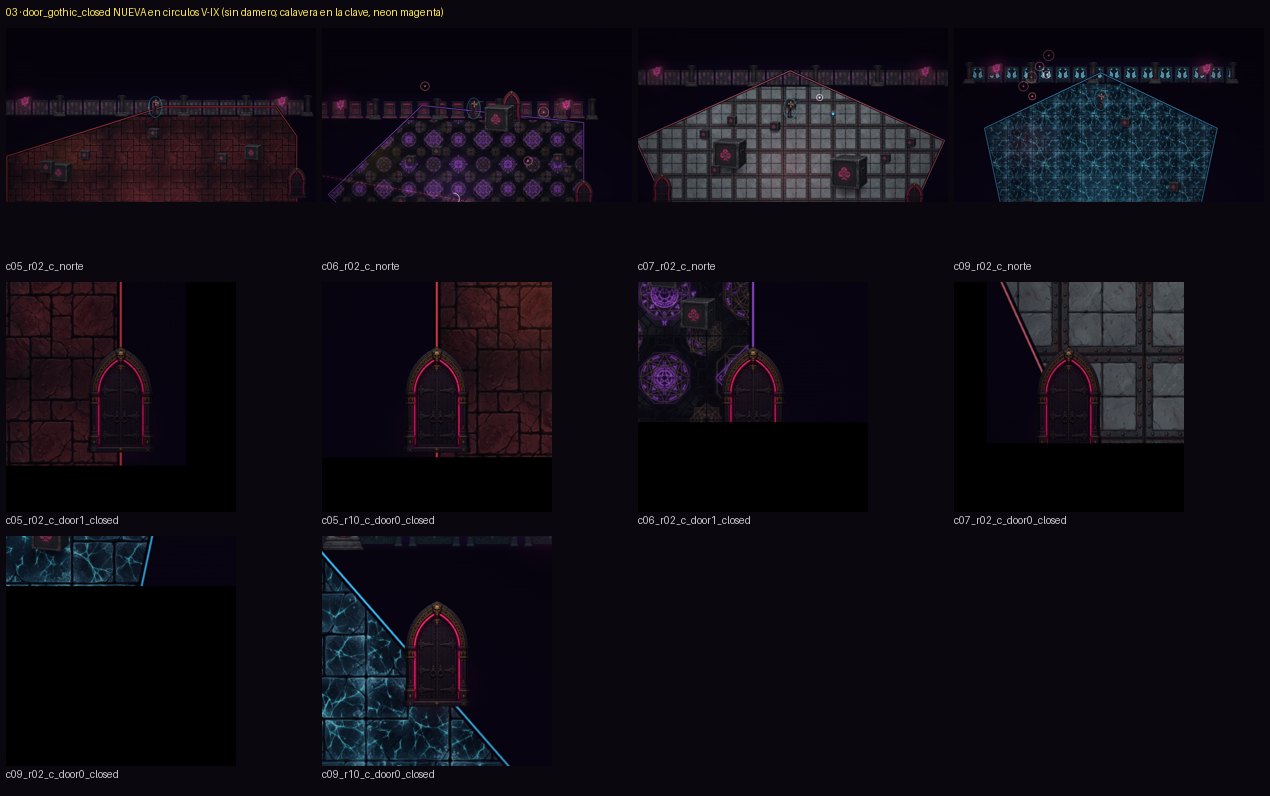 03 · door_gothic_closed NUEVA en circulos V-IX (sin damero; calavera en la clave, neon magenta)
c05_r02_c_norte
c06_r02_c_norte
c07_r02_c_norte
c09_r02_c_norte
c05_r02_c_door1_closed
c05_r10_c_door0_closed
c06_r02_c_door1_closed
c07_r02_c_door0_closed
c09_r02_c_door0_closed
c09_r10_c_door0_closed